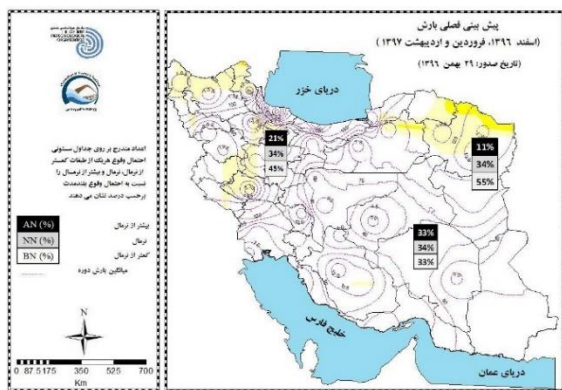 پیش بینی فصلی بارش
(اسفند ۱۳۹۶، فروردین و اردیبهشت ۱۳۹۷ )
(تاریخ صدور: ۲۹ بهمن ۱۳۹۶)
دریای خزر
21%
34%
45%
11%
34%
55%
33%
34%
33%
خلیج فارس
دریای عمان
اعداد مندرج بر روی جداول ستونی
احتمال وقوع هریک از طبقات کمتر
از نرمال، نرمال و بیشتر از نرمال را
نسبت به احتمال وقوع بلندمدت
برحسب درصد نشان می دهند
AN (%) بیشتر از نرمال
NN (%) نرمال
BN (%) کمتر از نرمال
میانگین بارش دوره
N
0 87.5 175 350 525 700
Km